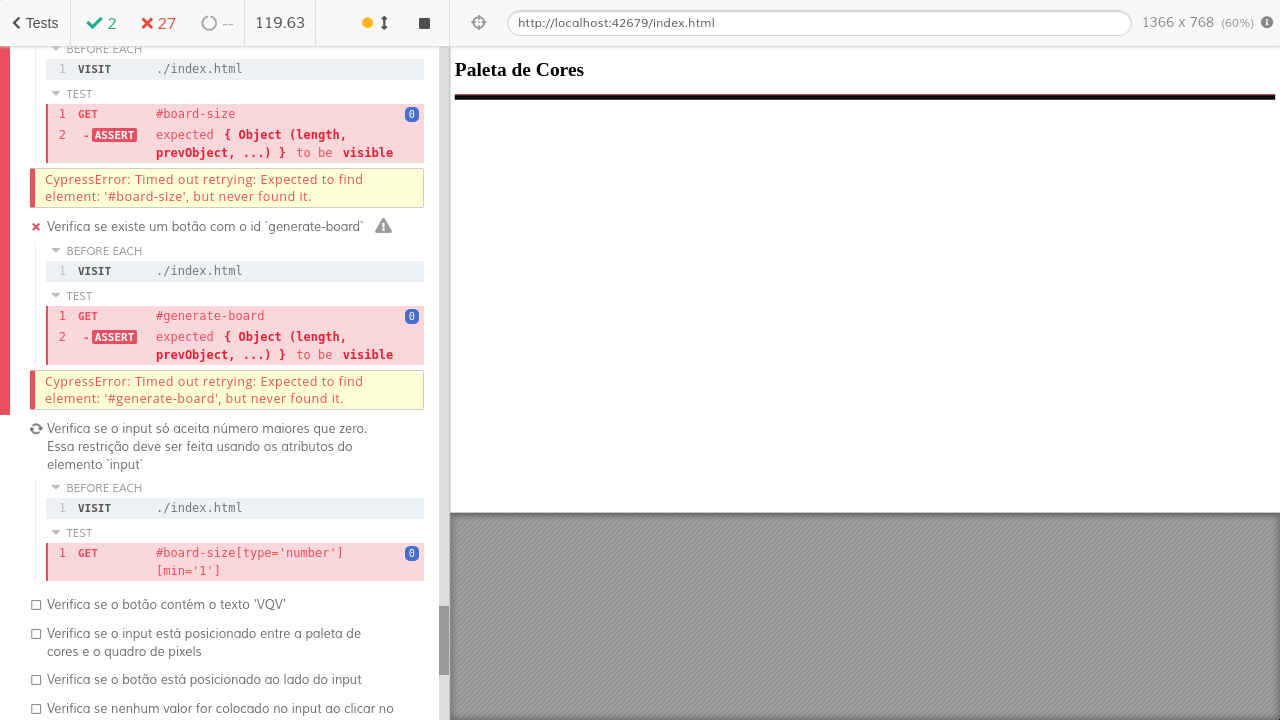 Tests
2
27
--
119.63
http://localhost:42679/index.html
1366 x 768 (60%)
BEFORE EACH
1 VISIT ./index.html
TEST
1 GET #board-size 0
2 - ASSERT expected { Object (length,
prevObject, ...) } to be visible
CypressError: Timed out retrying: Expected to find
element: '#board-size', but never found it.
Verifica se existe um botão com o id `generate-board`
BEFORE EACH
1 VISIT ./index.html
TEST
1 GET #generate-board 0
2 - ASSERT expected { Object (length,
prevObject, ...) } to be visible
CypressError: Timed out retrying: Expected to find
element: '#generate-board', but never found it.
Verifica se o input só aceita número maiores que zero.
Essa restrição deve ser feita usando os atributos do
elemento `input`
BEFORE EACH
1 VISIT ./index.html
TEST
1 GET #board-size[type='number'] 0
[min='1']
Verifica se o botão contém o texto 'VQV'
Verifica se o input está posicionado entre a paleta de
cores e o quadro de pixels
Verifica se o botão está posicionado ao lado do input
Verifica se nenhum valor for colocado no input ao clicar no
Paleta de Cores